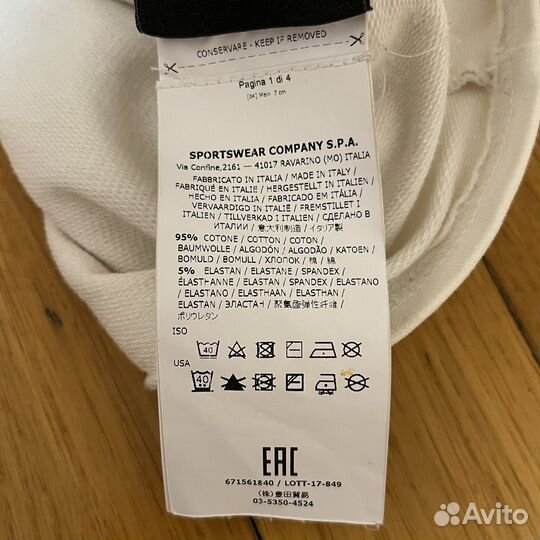 CONSERVARE - KEEP IF REMOVED
Pagina 1 di 4
[04] Main 7 cm
SPORTSWEAR COMPANY S.P.A.
Via Confine,2161 — 41017 RAVARINO (MO) ITALIA
FABBRICATO IN ITALIA / MADE IN ITALY /
FABRIQUÉ EN ITALIE / HERGESTELLT IN ITALIEN /
HECHO EN ITALIA / FABRICADO EM ITÁLIA /
VERVAARDIGD IN ITALIË / FREMSTILLET I
ITALIEN / TILLVERKAD I ITALIEN / СДЕЛАНО В
ИТАЛИИ / 意大利制造 / イタリア製
95% COTONE / COTTON / COTON /
BAUMWOLLE / ALGODÓN / ALGODÃO / KATOEN /
BOMULD / BOMULL / ХЛОПОК / 棉 / 綿
5% ELASTAN / ELASTANE / SPANDEX /
ÉLASTHANNE / ELASTAN / SPANDEX / ELASTANO
/ ELASTANO / ELASTHAAN / ELASTHAN /
ELASTAN / ЭЛАСТАН / 聚氨酯弹性纤维 /
ポリウレタン
ISO
40
USA
40
EAC
671561840 / LOTT-17-849
(株)豊田貿易
03-5350-4524
Avito